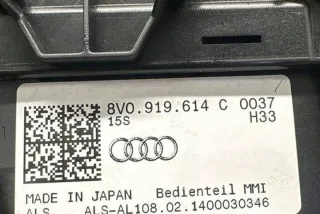 8V0.919.614 C 0037
15S H33
MADE IN JAPAN Bedienteil MMI
ALS ALS-AL108.02.1400030346